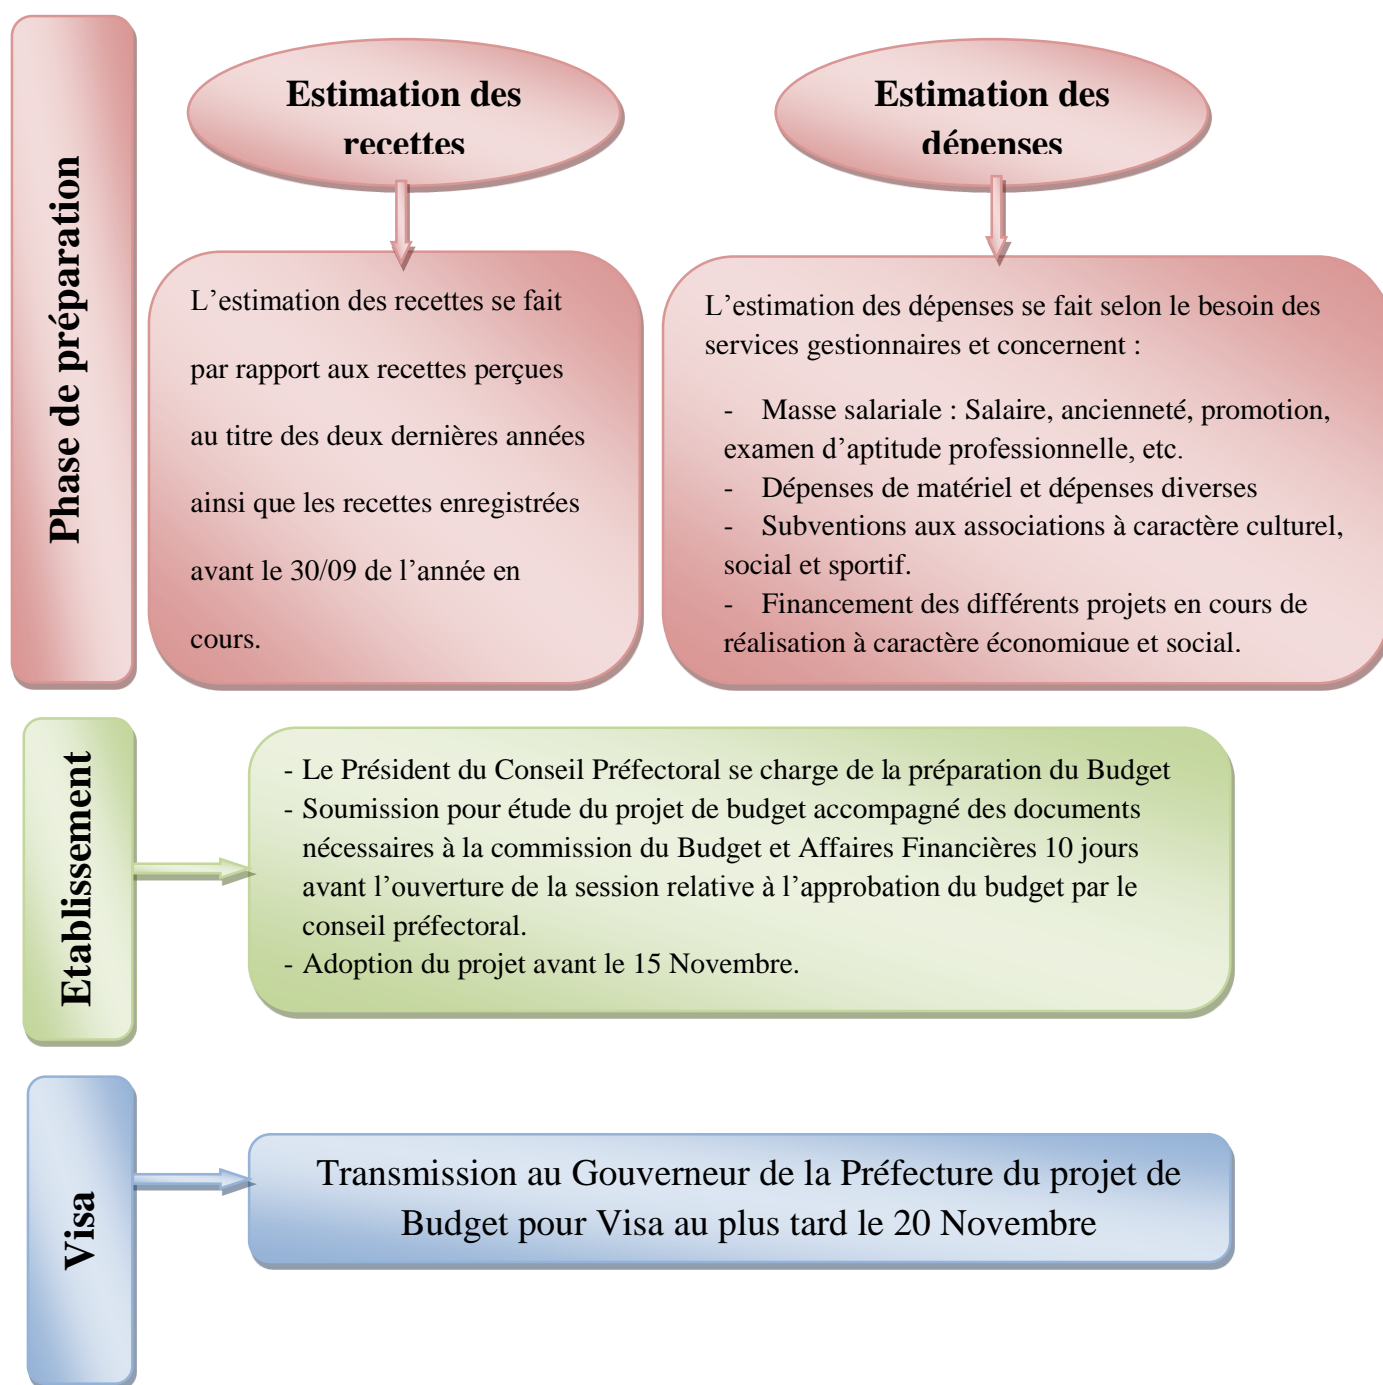 Phase de préparation
Estimation des
recettes
Estimation des
dépenses
L’estimation des recettes se fait
par rapport aux recettes perçues
au titre des deux dernières années
ainsi que les recettes enregistrées
avant le 30/09 de l’année en
cours.
L’estimation des dépenses se fait selon le besoin des
services gestionnaires et concernent :
- Masse salariale : Salaire, ancienneté, promotion,
examen d’aptitude professionnelle, etc.
- Dépenses de matériel et dépenses diverses
- Subventions aux associations à caractère culturel,
social et sportif.
- Financement des différents projets en cours de
réalisation à caractère économique et social.
Etablissement
- Le Président du Conseil Préfectoral se charge de la préparation du Budget
- Soumission pour étude du projet de budget accompagné des documents
nécessaires à la commission du Budget et Affaires Financières 10 jours
avant l’ouverture de la session relative à l’approbation du budget par le
conseil préfectoral.
- Adoption du projet avant le 15 Novembre.
Visa
Transmission au Gouverneur de la Préfecture du projet de
Budget pour Visa au plus tard le 20 Novembre